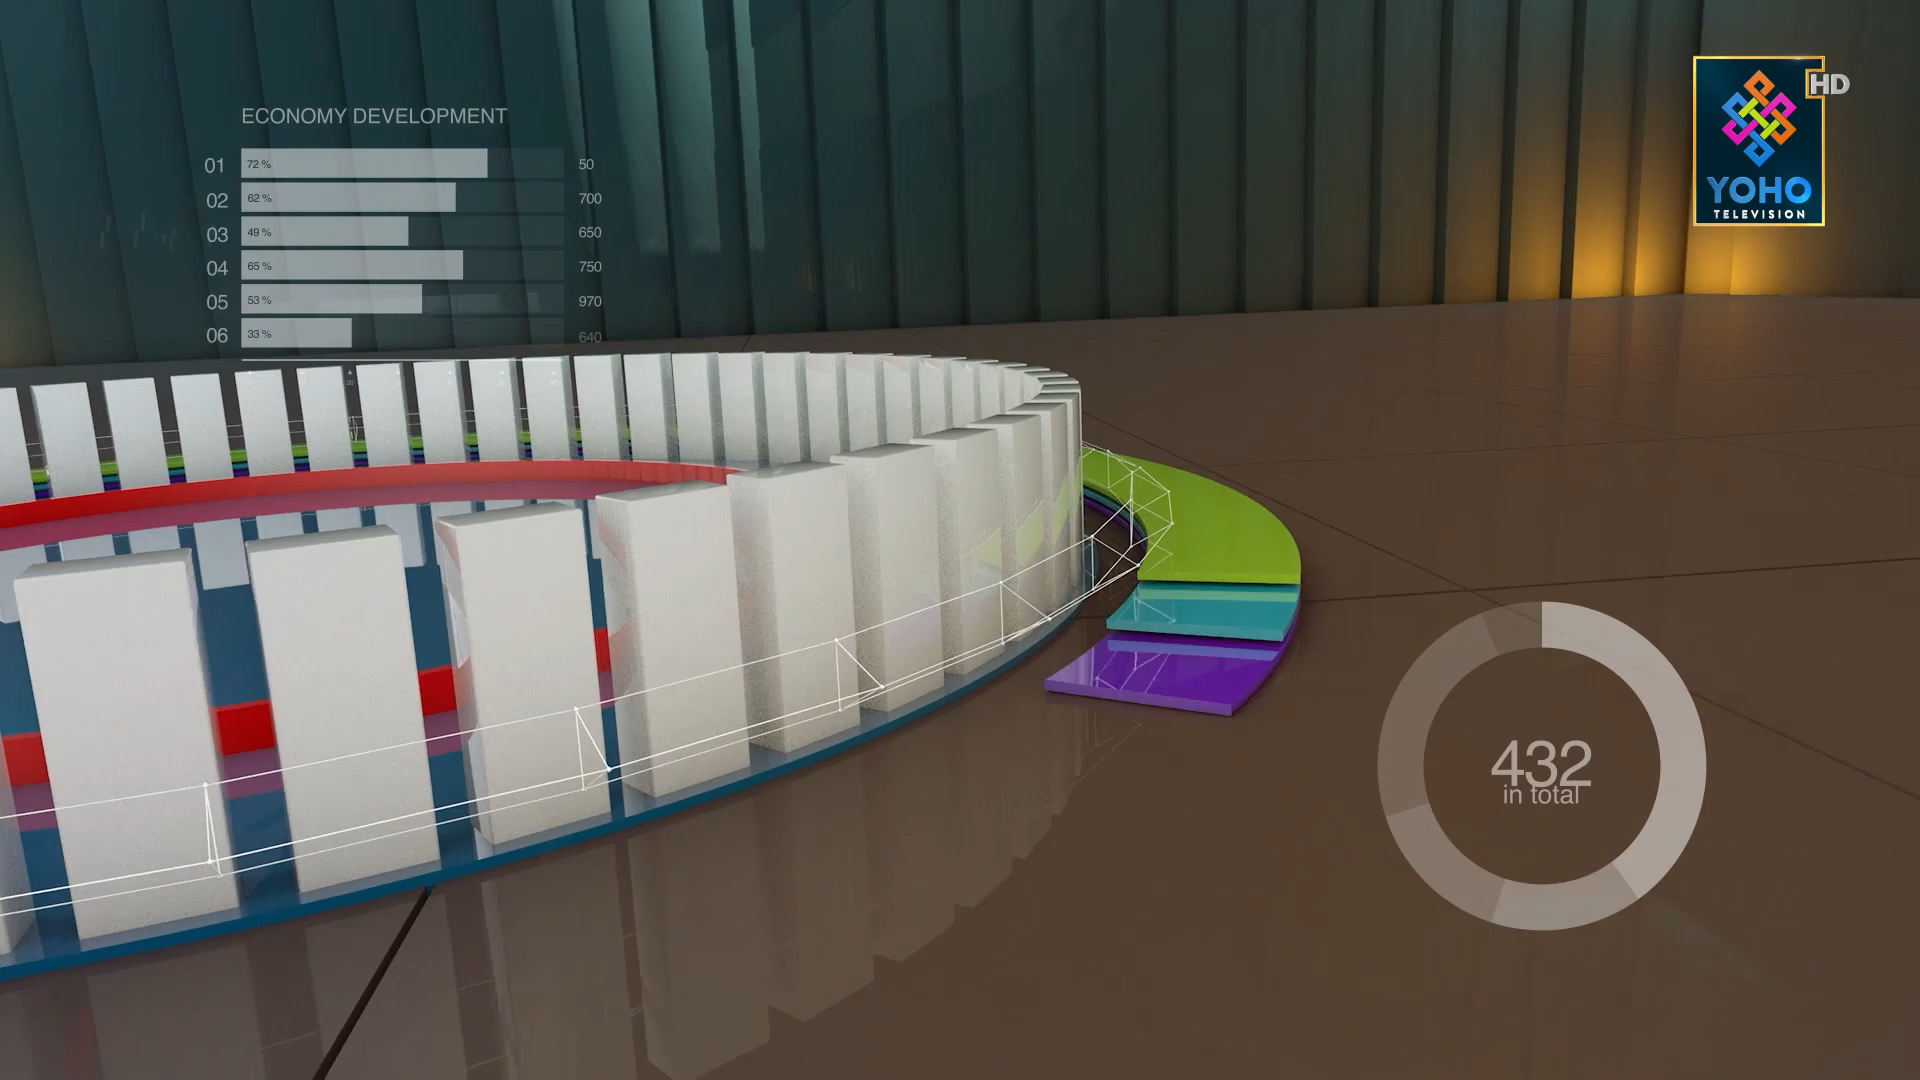 ECONOMY DEVELOPMENT
01 72 % 50
02 62 % 700
03 49 % 650
04 65 % 750
05 53 % 970
06 33 % 640
HD
YOHO
TELEVISION
432
in total